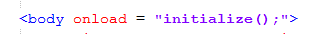 <body onload = "initialize();">